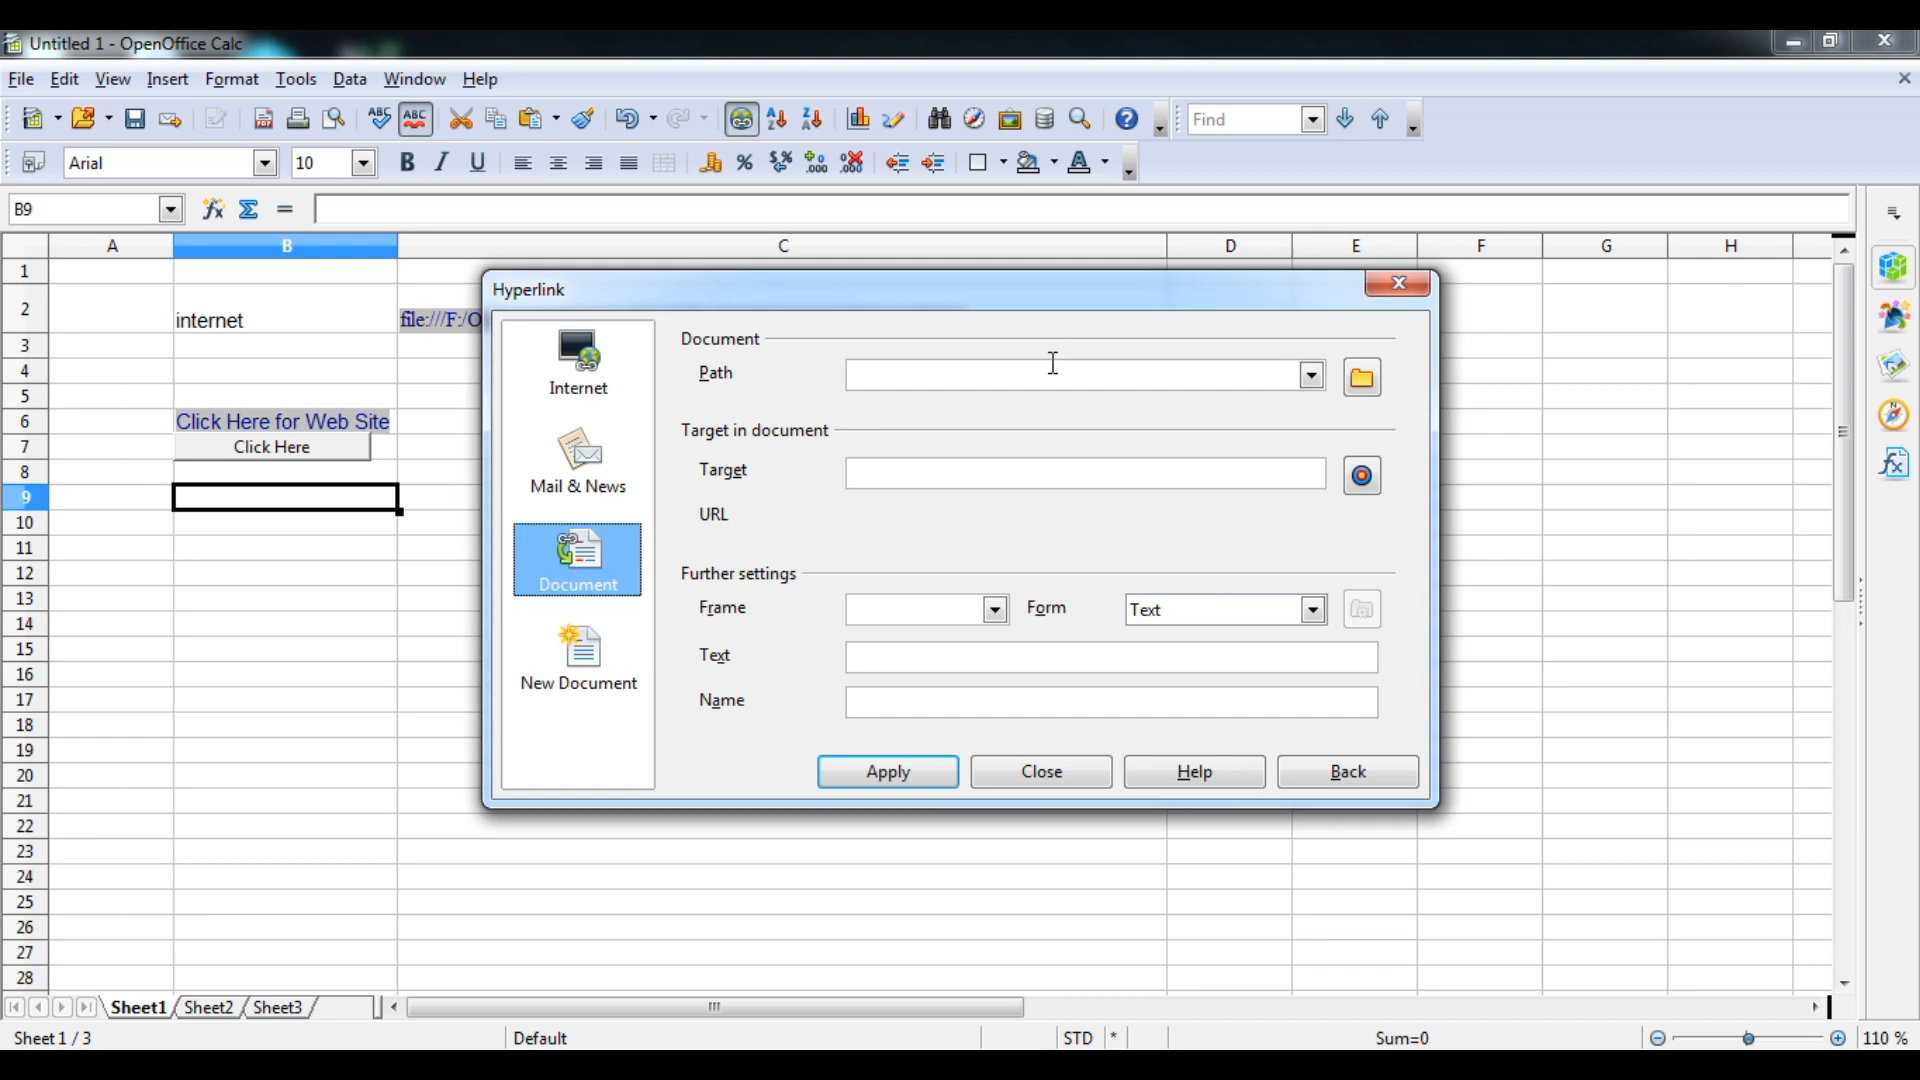 Untitled 1 - OpenOffice Calc
File Edit View Insert Format Tools Data Window Help
ABC ABC Find
Arial 10 B I U
B9
A B C D E F G H
1
2 internet file:///F:/O
3
4
5
6 Click Here for Web Site
7 Click Here
8
9
10
11
12
13
14
15
16
17
18
19
20
21
22
23
24
25
26
27
28
Hyperlink
Internet
Mail & News
Document
New Document
Document
Path
Target in document
Target
URL
Further settings
Frame Form Text
Text
Name
Apply Close Help Back
Sheet1 Sheet2 Sheet3
Sheet 1 / 3 Default STD * Sum=0 110 %